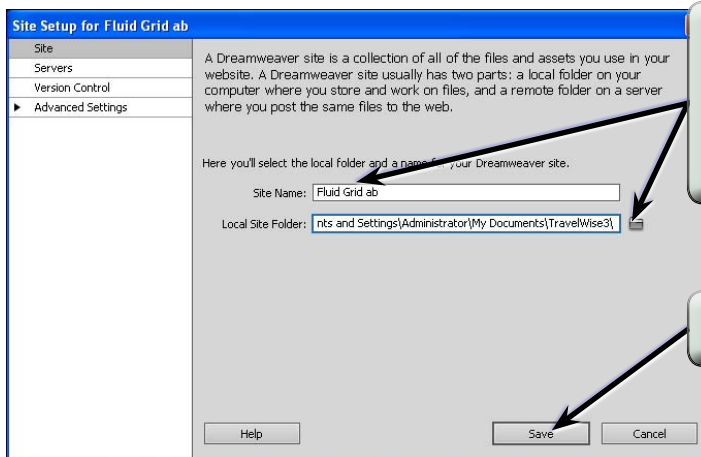 Site Setup for Fluid Grid ab
Site
Servers
Version Control
Advanced Settings
A Dreamweaver site is a collection of all of the files and assets you use in your
website. A Dreamweaver site usually has two parts: a local folder on your
computer where you store and work on files, and a remote folder on a server
where you post the same files to the web.
Here you'll select the local folder and a name for your Dreamweaver site.
Site Name: Fluid Grid ab
Local Site Folder: nts and Settings\Administrator\My Documents\TravelWise3\
Help Save Cancel